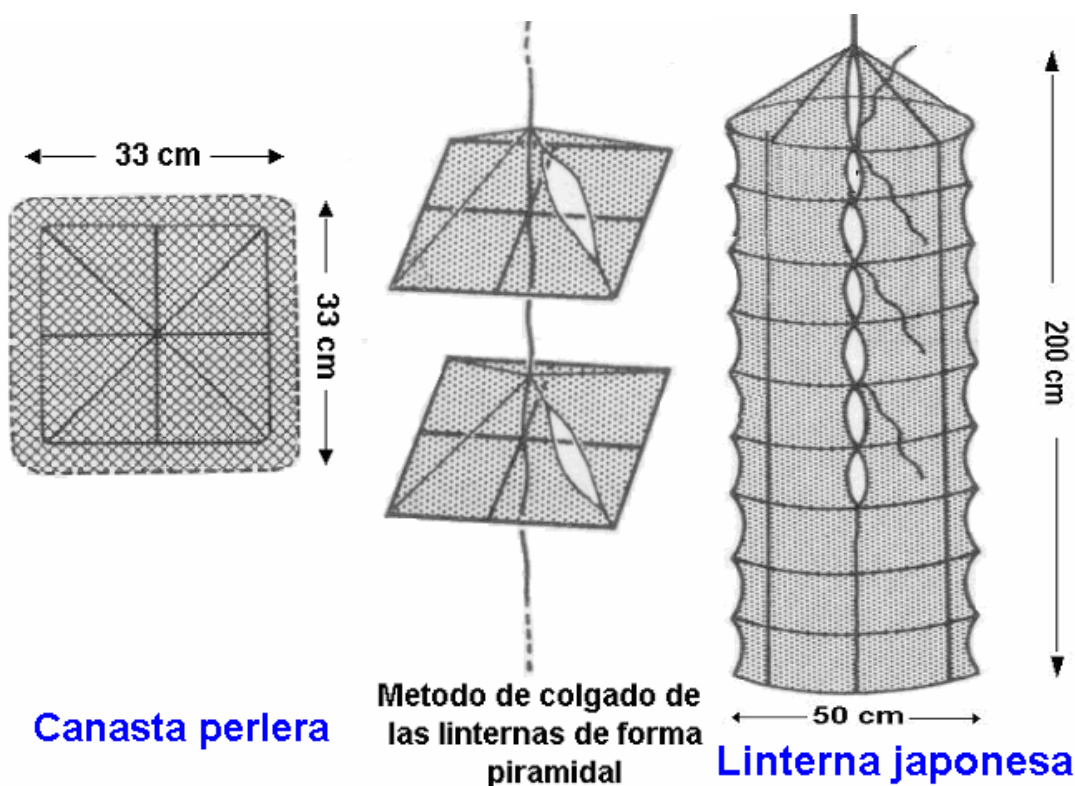 33 cm
33 cm
Canasta perlera
Metodo de colgado de
las linternas de forma
piramidal
200 cm
50 cm
Linterna japonesa